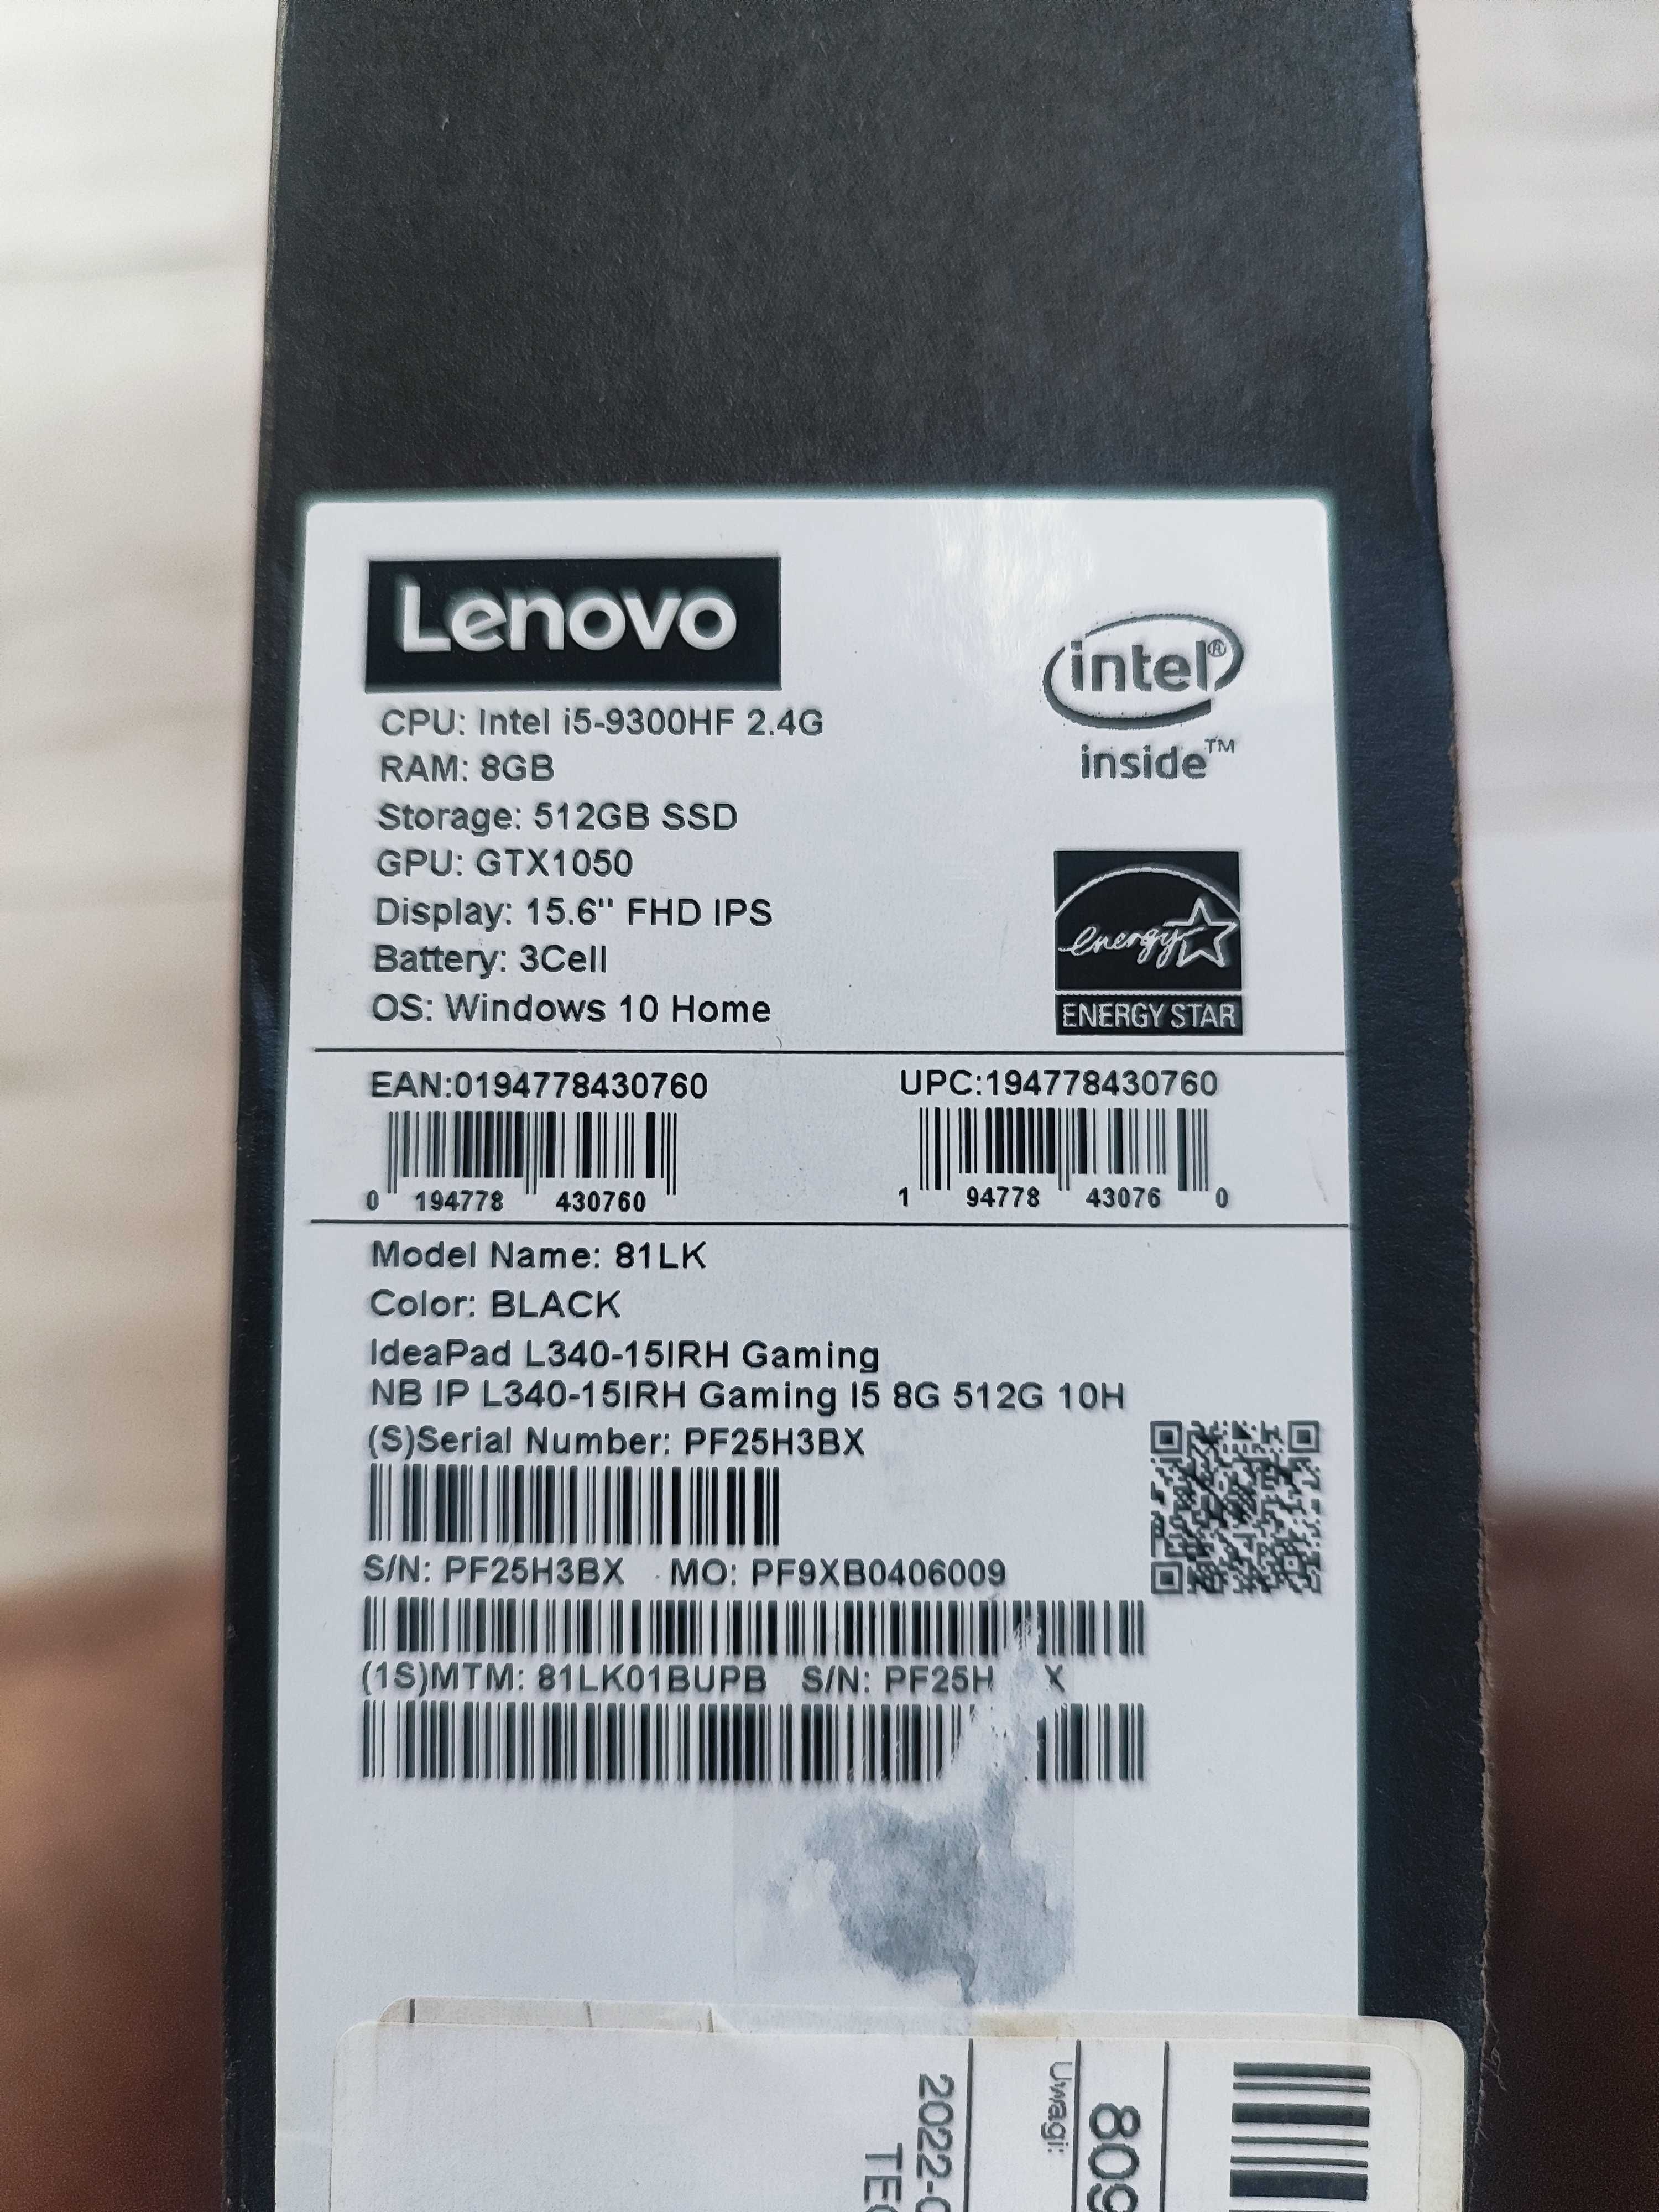 Lenovo
intel®
inside™
CPU: Intel i5-9300HF 2.4G
RAM: 8GB
Storage: 512GB SSD
GPU: GTX1050
Display: 15.6" FHD IPS
Battery: 3Cell
OS: Windows 10 Home
energy
ENERGY STAR
EAN:0194778430760 UPC:194778430760
0 194778 430760 1 94778 43076 0
Model Name: 81LK
Color: BLACK
IdeaPad L340-15IRH Gaming
NB IP L340-15IRH Gaming I5 8G 512G 10H
(S)Serial Number: PF25H3BX
S/N: PF25H3BX MO: PF9XB0406009
(1S)MTM: 81LK01BUPB S/N: PF25H X
809
Uwagi:
2022-0